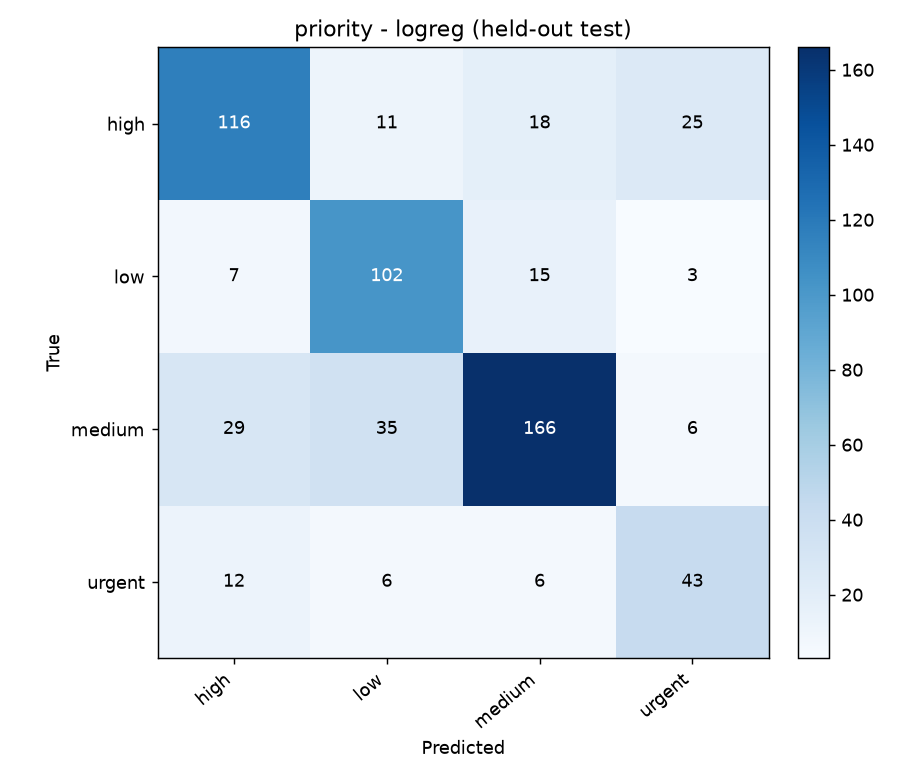 priority - logreg (held-out test)
high 116 11 18 25
low 7 102 15 3
medium 29 35 166 6
urgent 12 6 6 43
high low medium urgent
Predicted
True
160
140
120
100
80
60
40
20